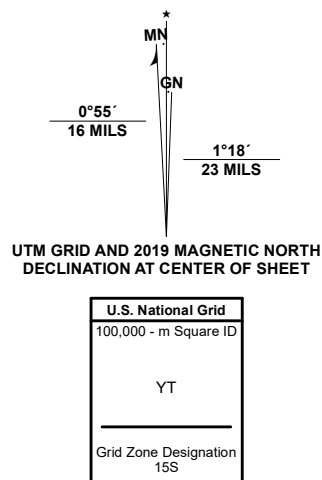 ★
MN
GN
0°55´
16 MILS
1°18´
23 MILS
UTM GRID AND 2019 MAGNETIC NORTH
DECLINATION AT CENTER OF SHEET
U.S. National Grid
100,000 - m Square ID
YT
Grid Zone Designation
15S